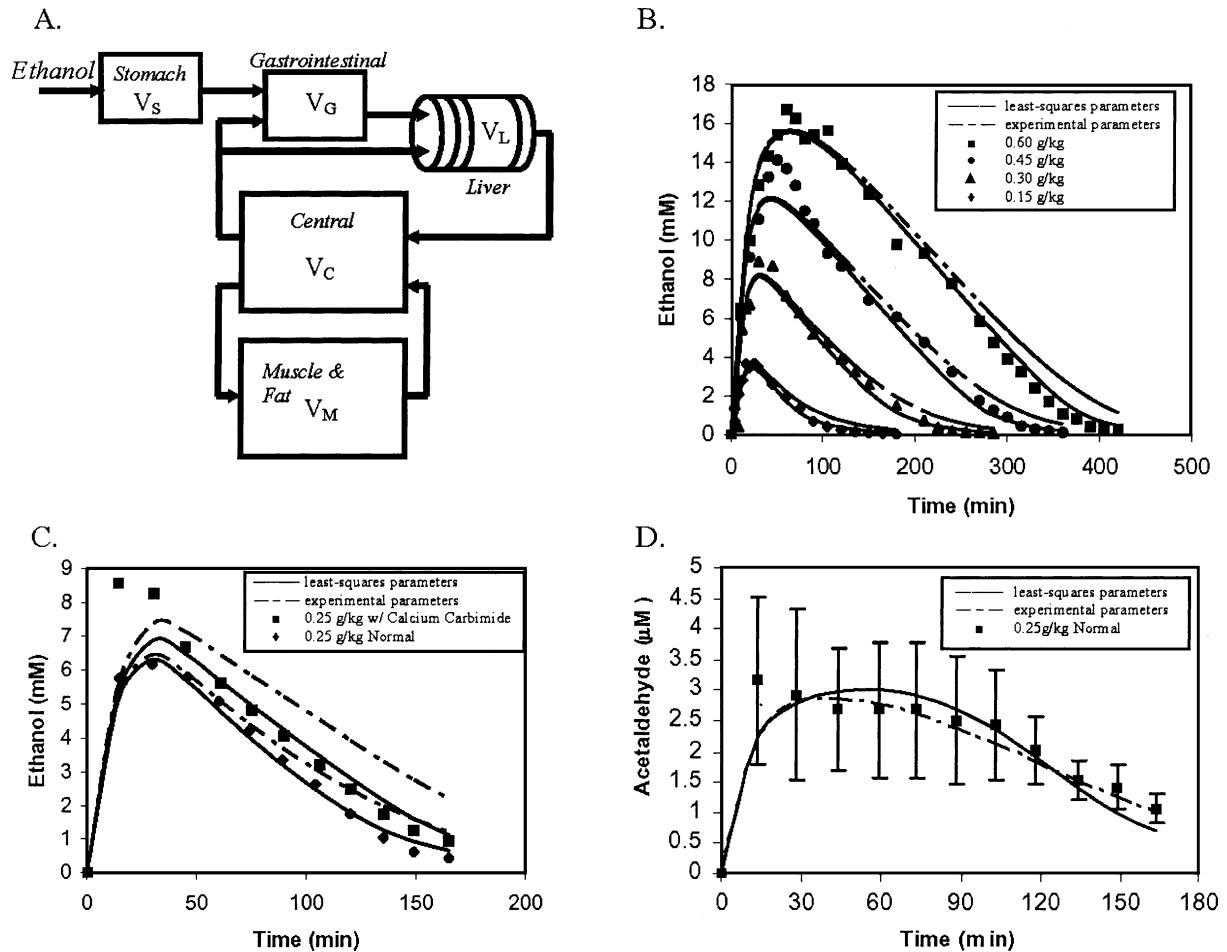 A.
Ethanol
Stomach
VS
Gastrointestinal
VG
VL
Liver
Central
VC
Muscle &
Fat
VM
B.
Ethanol (mM)
18
16
14
12
10
8
6
4
2
0
0 100 200 300 400 500
Time (min)
least-squares parameters
experimental parameters
0.60 g/kg
0.45 g/kg
0.30 g/kg
0.15 g/kg
C.
Ethanol (mM)
9
8
7
6
5
4
3
2
1
0
0 50 100 150 200
Time (min)
least-squares parameters
experimental parameters
0.25 g/kg w/ Calcium Carbimide
0.25 g/kg Normal
D.
Acetaldehyde (µM)
5
4.5
4
3.5
3
2.5
2
1.5
1
0.5
0
0 30 60 90 120 150 180
Time (min)
least-squares parameters
experimental parameters
0.25g/kg Normal